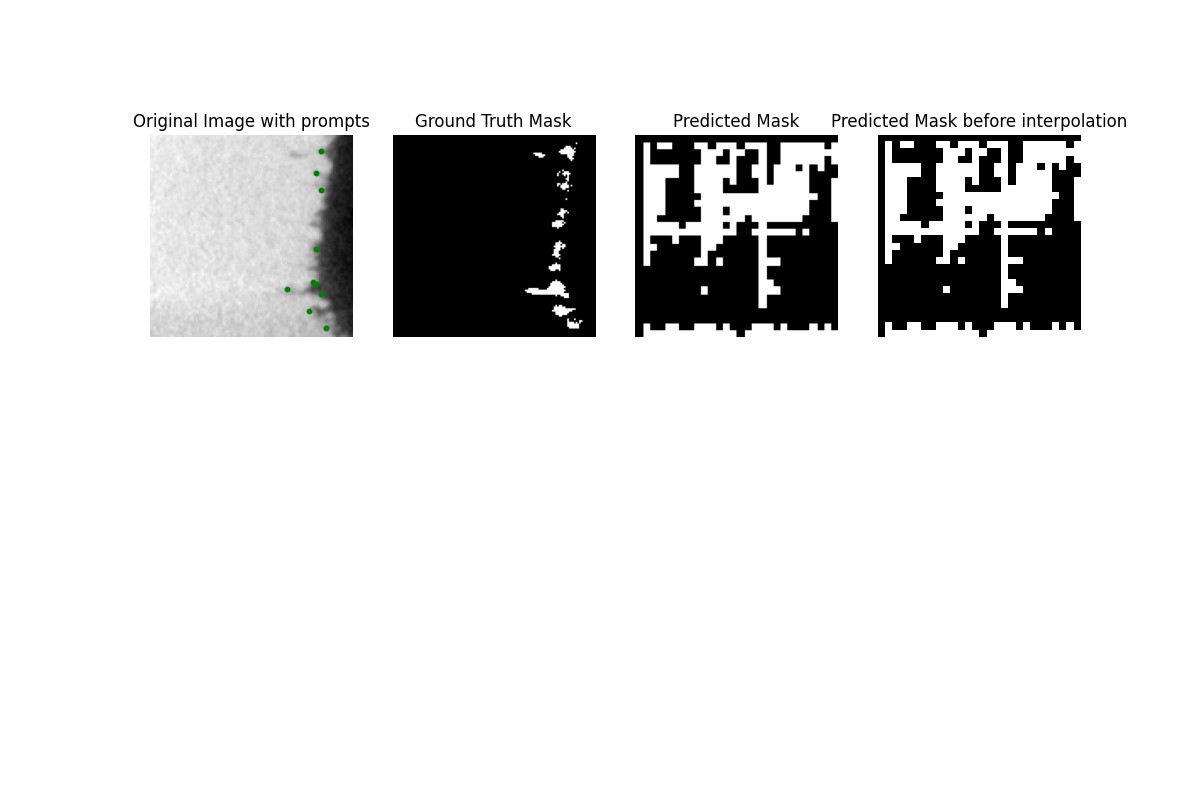 Original Image with prompts
Ground Truth Mask
Predicted Mask
Predicted Mask before interpolation